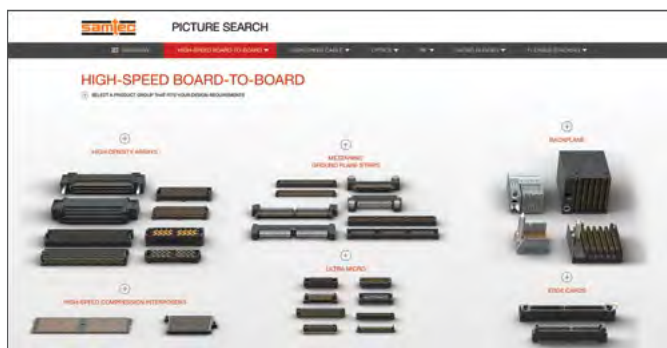 samtec
PICTURE SEARCH
HIGH-SPEED BOARD-TO-BOARD
OPTICS
RF
HIGH-SPEED BOARD-TO-BOARD
SELECT A PRODUCT GROUP THAT FITS YOUR DESIGN REQUIREMENTS
HIGH-DENSITY ARRAYS
MEZZANINE
GROUND PLANE STRIPS
BACKPLANE
HIGH-SPEED COMPRESSION INTERPOSERS
ULTRA MICRO
EDGE CARDS